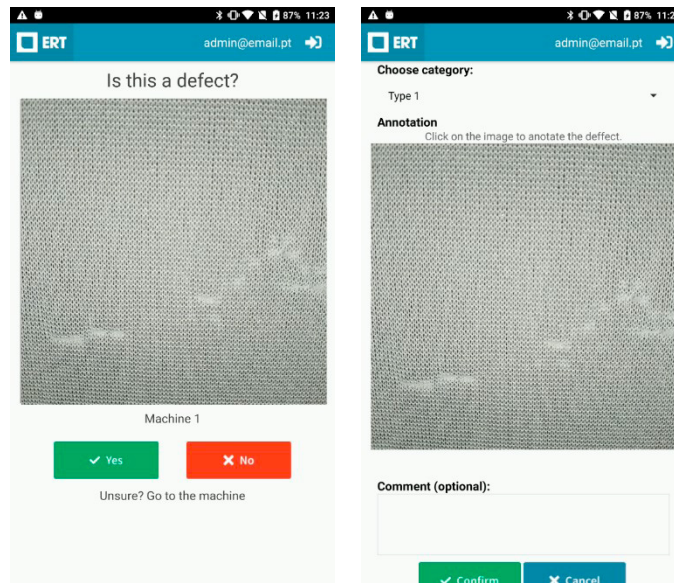 87% 11:23
ERT admin@email.pt
Is this a defect?
Machine 1
Yes No
Unsure? Go to the machine
87% 11:2
ERT admin@email.pt
Choose category:
Type 1
Annotation
Click on the image to anotate the deffect.
Comment (optional):
Confirm Cancel